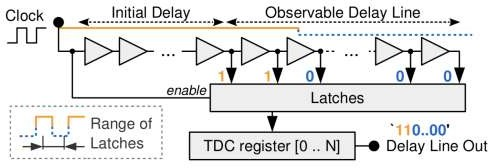 Clock
Initial Delay
Observable Delay Line
...
...
1 1 0 0 0
enable
Latches
Range of
Latches
TDC register [0 .. N]
`110..00'
Delay Line Out